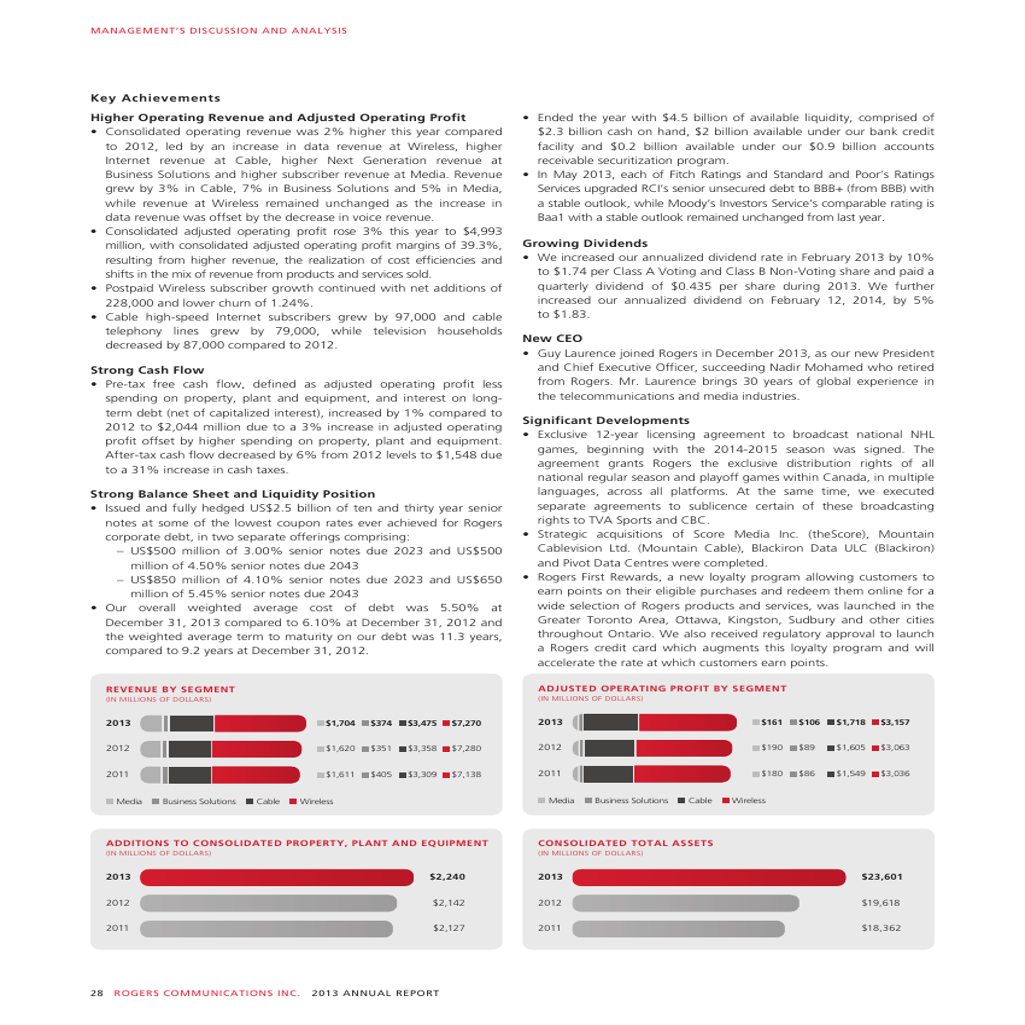 MANAGEMENT'S DISCUSSION AND ANALYSIS
Key Achievements
Higher Operating Revenue and Adjusted Operating Profit
• Consolidated operating revenue was 2% higher this year compared
to 2012, led by an increase in data revenue at Wireless, higher
Internet revenue at Cable, higher Next Generation revenue at
Business Solutions and higher subscriber revenue at Media. Revenue
grew by 3% in Cable, 7% in Business Solutions and 5% in Media,
while revenue at Wireless remained unchanged as the increase in
data revenue was offset by the decrease in voice revenue.
• Consolidated adjusted operating profit rose 3% this year to $4,993
million, with consolidated adjusted operating profit margins of 39.3%,
resulting from higher revenue, the realization of cost efficiencies and
shifts in the mix of revenue from products and services sold.
• Postpaid Wireless subscriber growth continued with net additions of
228,000 and lower churn of 1.24%.
• Cable high-speed Internet subscribers grew by 97,000 and cable
telephony lines grew by 79,000, while television households
decreased by 87,000 compared to 2012.
Strong Cash Flow
• Pre-tax free cash flow, defined as adjusted operating profit less
spending on property, plant and equipment, and interest on long-
term debt (net of capitalized interest), increased by 1% compared to
2012 to $2,044 million due to a 3% increase in adjusted operating
profit offset by higher spending on property, plant and equipment.
After-tax cash flow decreased by 6% from 2012 levels to $1,548 due
to a 31% increase in cash taxes.
Strong Balance Sheet and Liquidity Position
• Issued and fully hedged US$2.5 billion of ten and thirty year senior
notes at some of the lowest coupon rates ever achieved for Rogers
corporate debt, in two separate offerings comprising:
– US$500 million of 3.00% senior notes due 2023 and US$500
million of 4.50% senior notes due 2043
– US$850 million of 4.10% senior notes due 2023 and US$650
million of 5.45% senior notes due 2043
• Our overall weighted average cost of debt was 5.50% at
December 31, 2013 compared to 6.10% at December 31, 2012 and
the weighted average term to maturity on our debt was 11.3 years,
compared to 9.2 years at December 31, 2012.
• Ended the year with $4.5 billion of available liquidity, comprised of
$2.3 billion cash on hand, $2 billion available under our bank credit
facility and $0.2 billion available under our $0.9 billion accounts
receivable securitization program.
• In May 2013, each of Fitch Ratings and Standard and Poor's Ratings
Services upgraded RCI's senior unsecured debt to BBB+ (from BBB) with
a stable outlook, while Moody's Investors Service's comparable rating is
Baa1 with a stable outlook remained unchanged from last year.
Growing Dividends
• We increased our annualized dividend rate in February 2013 by 10%
to $1.74 per Class A Voting and Class B Non-Voting share and paid a
quarterly dividend of $0.435 per share during 2013. We further
increased our annualized dividend on February 12, 2014, by 5%
to $1.83.
New CEO
• Guy Laurence joined Rogers in December 2013, as our new President
and Chief Executive Officer, succeeding Nadir Mohamed who retired
from Rogers. Mr. Laurence brings 30 years of global experience in
the telecommunications and media industries.
Significant Developments
• Exclusive 12-year licensing agreement to broadcast national NHL
games, beginning with the 2014-2015 season was signed. The
agreement grants Rogers the exclusive distribution rights of all
national regular season and playoff games within Canada, in multiple
languages, across all platforms. At the same time, we executed
separate agreements to sublicence certain of these broadcasting
rights to TVA Sports and CBC.
• Strategic acquisitions of Score Media Inc. (theScore), Mountain
Cablevision Ltd. (Mountain Cable), Blackiron Data ULC (Blackiron)
and Pivot Data Centres were completed.
• Rogers First Rewards, a new loyalty program allowing customers to
earn points on their eligible purchases and redeem them online for a
wide selection of Rogers products and services, was launched in the
Greater Toronto Area, Ottawa, Kingston, Sudbury and other cities
throughout Ontario. We also received regulatory approval to launch
a Rogers credit card which augments this loyalty program and will
accelerate the rate at which customers earn points.
REVENUE BY SEGMENT
(IN MILLIONS OF DOLLARS)
2013 $1,704 $374 $3,475 $7,270
2012 $1,620 $351 $3,358 $7,280
2011 $1,611 $405 $3,309 $7,138
Media Business Solutions Cable Wireless
ADJUSTED OPERATING PROFIT BY SEGMENT
(IN MILLIONS OF DOLLARS)
2013 $161 $106 $1,718 $3,157
2012 $190 $89 $1,605 $3,063
2011 $180 $86 $1,549 $3,036
Media Business Solutions Cable Wireless
ADDITIONS TO CONSOLIDATED PROPERTY, PLANT AND EQUIPMENT
(IN MILLIONS OF DOLLARS)
2013 $2,240
2012 $2,142
2011 $2,127
CONSOLIDATED TOTAL ASSETS
(IN MILLIONS OF DOLLARS)
2013 $23,601
2012 $19,618
2011 $18,362
28 ROGERS COMMUNICATIONS INC. 2013 ANNUAL REPORT